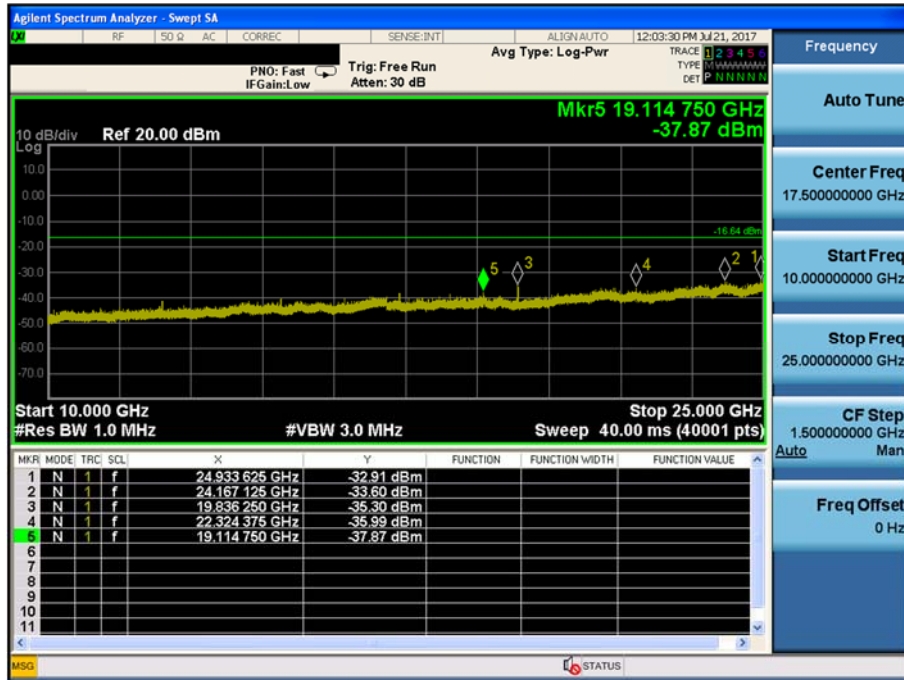 Agilent Spectrum Analyzer - Swept SA
LXI RF 50 Ω AC CORREC SENSE:INT ALIGN AUTO 12:03:30 PM Jul 21, 2017
PNO: Fast
IFGain:Low
Trig: Free Run
Atten: 30 dB
Avg Type: Log-Pwr
TRACE 1 2 3 4 5 6
TYPE M
DET P N N N N N
Mkr5 19.114 750 GHz
-37.87 dBm
10 dB/div Ref 20.00 dBm
Log
10.0
0.00
-10.0
-20.0
-30.0
-40.0
-50.0
-60.0
-70.0
-16.64 dBm
5 3 4 2 1
Start 10.000 GHz Stop 25.000 GHz
#Res BW 1.0 MHz #VBW 3.0 MHz Sweep 40.00 ms (40001 pts)
MKR MODE TRC SCL X Y FUNCTION FUNCTION WIDTH FUNCTION VALUE
1 N 1 f 24.933 625 GHz -32.91 dBm
2 N 1 f 24.167 125 GHz -33.60 dBm
3 N 1 f 19.836 250 GHz -35.30 dBm
4 N 1 f 22.324 375 GHz -35.99 dBm
5 N 1 f 19.114 750 GHz -37.87 dBm
6
7
8
9
10
11
MSG STATUS
Frequency
Auto Tune
Center Freq
17.500000000 GHz
Start Freq
10.000000000 GHz
Stop Freq
25.000000000 GHz
CF Step
1.500000000 GHz
Auto Man
Freq Offset
0 Hz